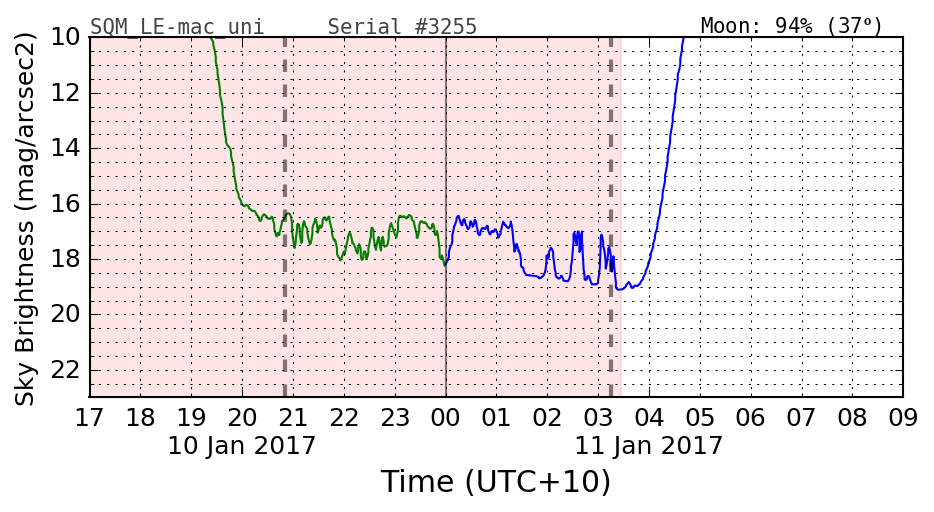 SQM_LE-mac_uni Serial #3255 Moon: 94% (37°)
Sky Brightness (mag/arcsec2)
10
12
14
16
18
20
22
17 18 19 20 21 22 23 00 01 02 03 04 05 06 07 08 09
10 Jan 2017 11 Jan 2017
Time (UTC+10)